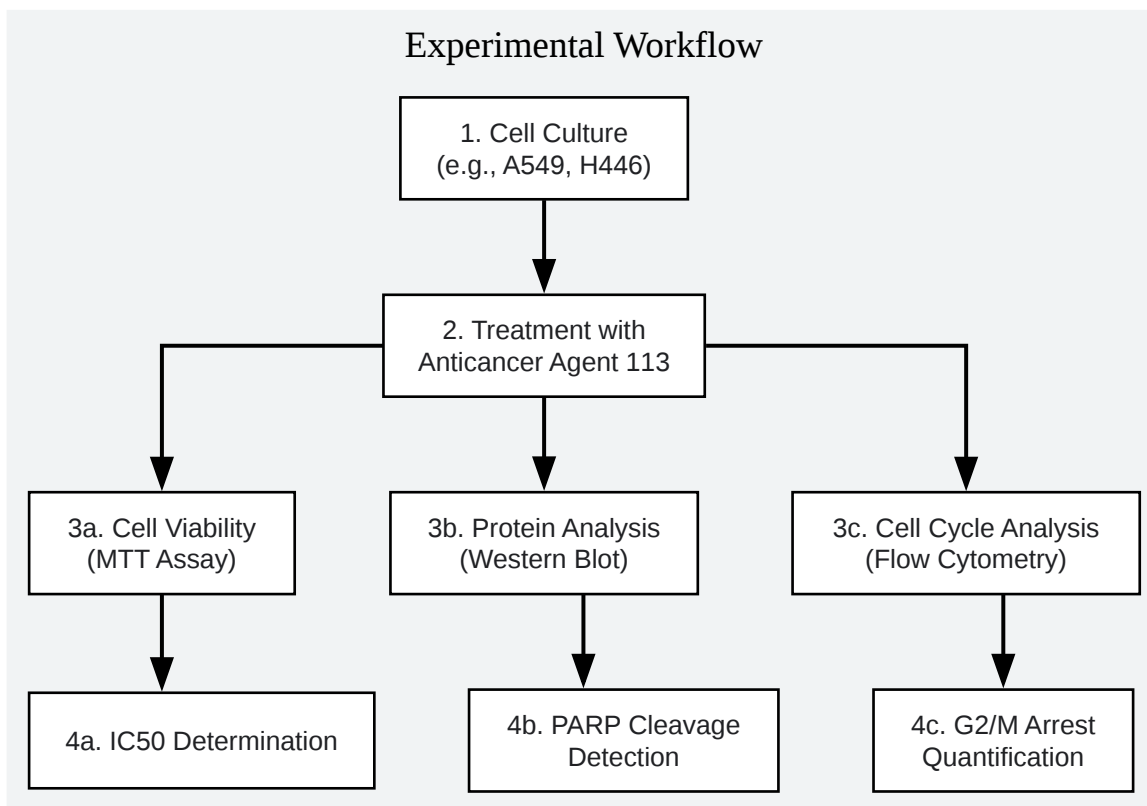 Experimental Workflow
1. Cell Culture
(e.g., A549, H446)
2. Treatment with
Anticancer Agent 113
3a. Cell Viability
(MTT Assay)
3b. Protein Analysis
(Western Blot)
3c. Cell Cycle Analysis
(Flow Cytometry)
4a. IC50 Determination
4b. PARP Cleavage
Detection
4c. G2/M Arrest
Quantification